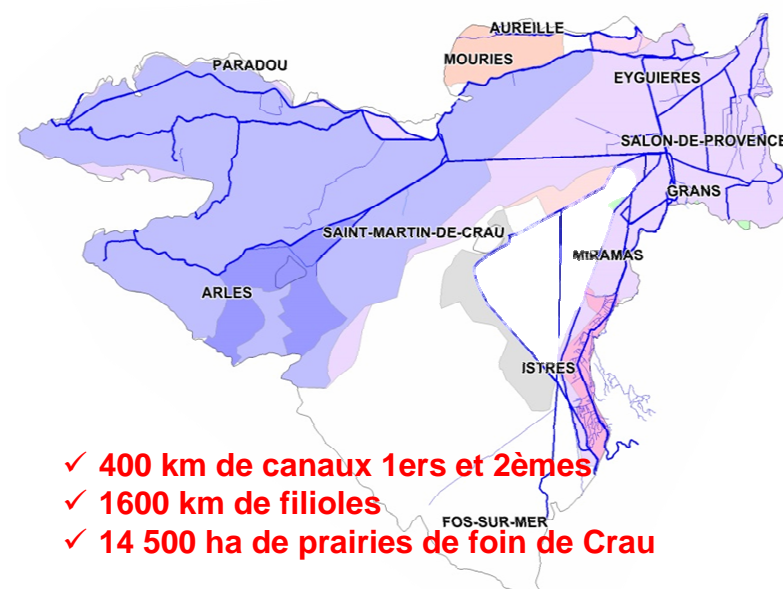 AUREILLE
MOURIES
PARADOU
EYGUIERES
SALON-DE-PROVENCE
GRANS
SAINT-MARTIN-DE-CRAU
MIRAMAS
ARLES
ISTRES
✓ 400 km de canaux 1ers et 2èmes
✓ 1600 km de filioles
FOS-SUR-MER
✓ 14 500 ha de prairies de foin de Crau